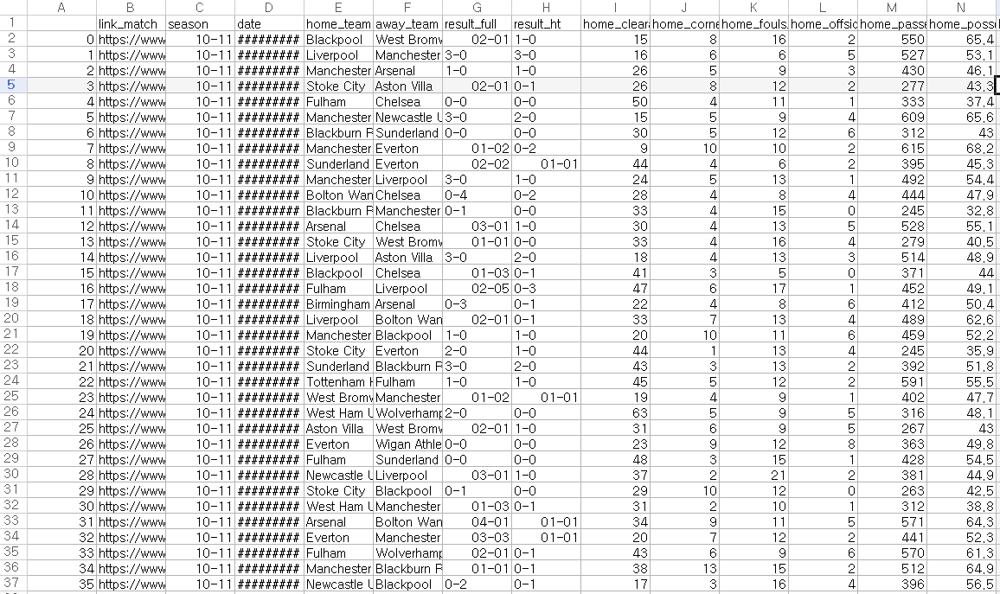 A B C D E F G H I J K L M N
1 link_match season date home_team away_team result_full result_ht home_clear home_corne home_fouls. home_offsic home_passe home_posse
2 0 https://www 10-11 ######### Blackpool West Bromw 02-01 1-0 15 8 16 2 550 65.4
3 1 https://www 10-11 ######### Liverpool Manchester 3-0 3-0 16 6 6 5 527 53.1
4 2 https://www 10-11 ######### Manchester Arsenal 1-0 1-0 26 5 9 3 430 46.1
5 3 https://www 10-11 ######### Stoke City Aston Villa 02-01 0-1 26 8 12 2 277 43.3
6 4 https://www 10-11 ######### Fulham Chelsea 0-0 0-0 50 4 11 1 333 37.4
7 5 https://www 10-11 ######### Manchester Newcastle U 3-0 2-0 15 5 9 4 609 65.6
8 6 https://www 10-11 ######### Blackburn R Sunderland 0-0 0-0 30 5 12 6 312 43
9 7 https://www 10-11 ######### Manchester Everton 01-02 0-2 9 10 10 2 615 68.2
10 8 https://www 10-11 ######### Sunderland Everton 02-02 01-01 44 4 6 2 395 45.3
11 9 https://www 10-11 ######### Manchester Liverpool 3-0 1-0 24 5 13 1 492 54.4
12 10 https://www 10-11 ######### Bolton Wan Chelsea 0-4 0-2 28 4 8 4 444 47.9
13 11 https://www 10-11 ######### Blackburn R Manchester 0-1 0-0 33 4 15 0 245 32.8
14 12 https://www 10-11 ######### Arsenal Chelsea 03-01 1-0 30 4 13 5 528 55.1
15 13 https://www 10-11 ######### Stoke City West Bromw 01-01 0-0 33 4 16 4 279 40.5
16 14 https://www 10-11 ######### Liverpool Aston Villa 3-0 2-0 18 4 13 3 514 48.9
17 15 https://www 10-11 ######### Blackpool Chelsea 01-03 0-1 41 3 5 0 371 44
18 16 https://www 10-11 ######### Fulham Liverpool 02-05 0-3 47 6 17 1 452 49.1
19 17 https://www 10-11 ######### Birmingham Arsenal 0-3 0-1 22 4 8 6 412 50.4
20 18 https://www 10-11 ######### Liverpool Bolton Wan 02-01 0-1 33 7 13 4 489 62.6
21 19 https://www 10-11 ######### Manchester Blackpool 1-0 1-0 20 10 11 6 459 52.2
22 20 https://www 10-11 ######### Stoke City Everton 2-0 1-0 44 1 13 4 245 35.9
23 21 https://www 10-11 ######### Sunderland Blackburn R 3-0 2-0 43 3 13 2 392 51.8
24 22 https://www 10-11 ######### Tottenham H Fulham 1-0 1-0 45 5 12 2 591 55.5
25 23 https://www 10-11 ######### West Bromw Manchester 01-02 01-01 19 4 9 1 402 47.7
26 24 https://www 10-11 ######### West Ham U Wolverhamp 2-0 0-0 63 5 9 5 316 48.1
27 25 https://www 10-11 ######### Aston Villa West Bromw 02-01 1-0 31 6 9 5 267 43
28 26 https://www 10-11 ######### Everton Wigan Athle 0-0 0-0 23 9 12 8 363 49.8
29 27 https://www 10-11 ######### Fulham Sunderland 0-0 0-0 48 3 15 1 428 54.5
30 28 https://www 10-11 ######### Newcastle U Liverpool 03-01 1-0 37 2 21 2 381 44.9
31 29 https://www 10-11 ######### Stoke City Blackpool 0-1 0-0 29 10 12 0 263 42.5
32 30 https://www 10-11 ######### West Ham U Manchester 01-03 0-1 31 2 10 1 312 38.8
33 31 https://www 10-11 ######### Arsenal Bolton Wan 04-01 01-01 34 9 11 5 571 64.3
34 32 https://www 10-11 ######### Everton Manchester 03-03 01-01 20 7 12 2 441 52.3
35 33 https://www 10-11 ######### Fulham Wolverhamp 02-01 0-1 43 6 9 6 570 61.3
36 34 https://www 10-11 ######### Manchester Blackburn R 01-01 0-1 38 13 15 2 512 64.9
37 35 https://www 10-11 ######### Newcastle U Blackpool 0-2 0-1 17 3 16 4 396 56.5